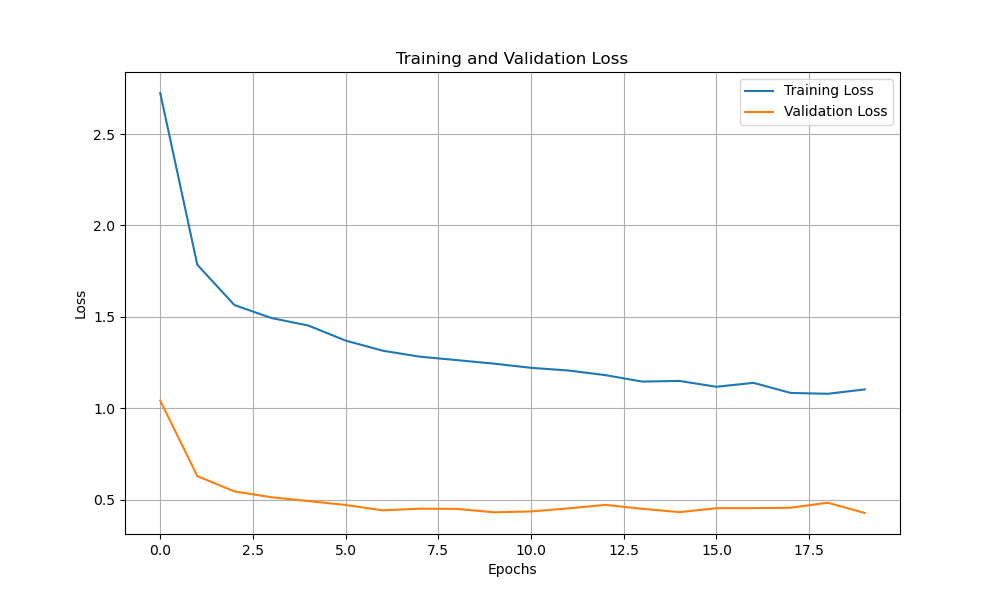 Training and Validation Loss
Training Loss
Validation Loss
Loss
2.5
2.0
1.5
1.0
0.5
0.0 2.5 5.0 7.5 10.0 12.5 15.0 17.5
Epochs